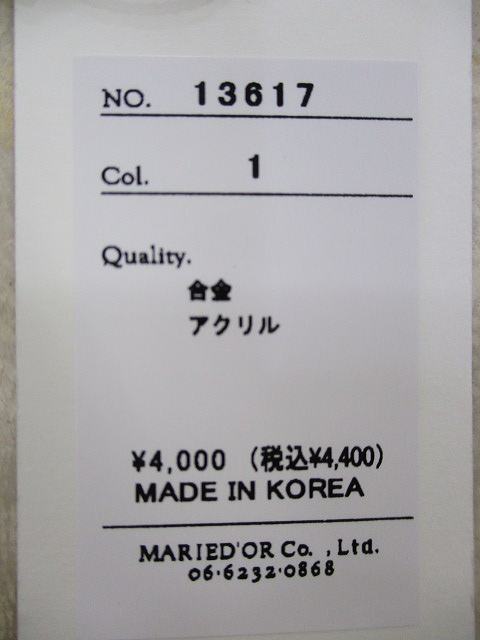 NO. 13617
Col. 1
Quality.
合金
アクリル
¥4,000 (税込¥4,400)
MADE IN KOREA
MARIED'OR Co. ,Ltd.
06-6232-0868